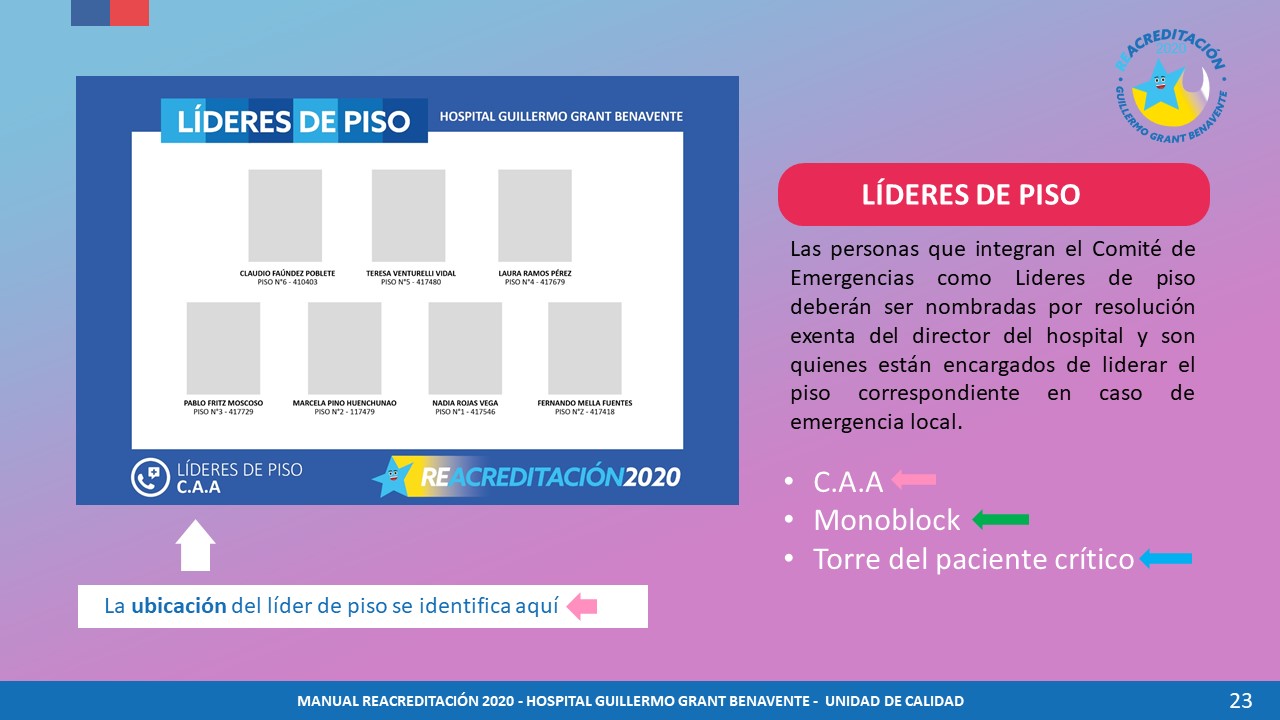 REACREDITACIÓN
2020
GUILLERMO GRANT BENAVENTE
LÍDERES DE PISO
HOSPITAL GUILLERMO GRANT BENAVENTE
CLAUDIO FAÚNDEZ POBLETE
PISO N°6 - 410403
TERESA VENTURELLI VIDAL
PISO N°5 - 417480
LAURA RAMOS PÉREZ
PISO N°4 - 417679
PABLO FRITZ MOSCOSO
PISO N°3 - 417729
MARCELA PINO HUENCHUNAO
PISO N°2 - 117479
NADIA ROJAS VEGA
PISO N°1 - 417546
FERNANDO MELLA FUENTES
PISO N°Z - 417418
LÍDERES DE PISO
C.A.A
REACREDITACIÓN2020
La ubicación del líder de piso se identifica aquí
LÍDERES DE PISO
Las personas que integran el Comité de
Emergencias como Lideres de piso
deberán ser nombradas por resolución
exenta del director del hospital y son
quienes están encargados de liderar el
piso correspondiente en caso de
emergencia local.
• C.A.A
• Monoblock
• Torre del paciente crítico
MANUAL REACREDITACIÓN 2020 - HOSPITAL GUILLERMO GRANT BENAVENTE - UNIDAD DE CALIDAD
23